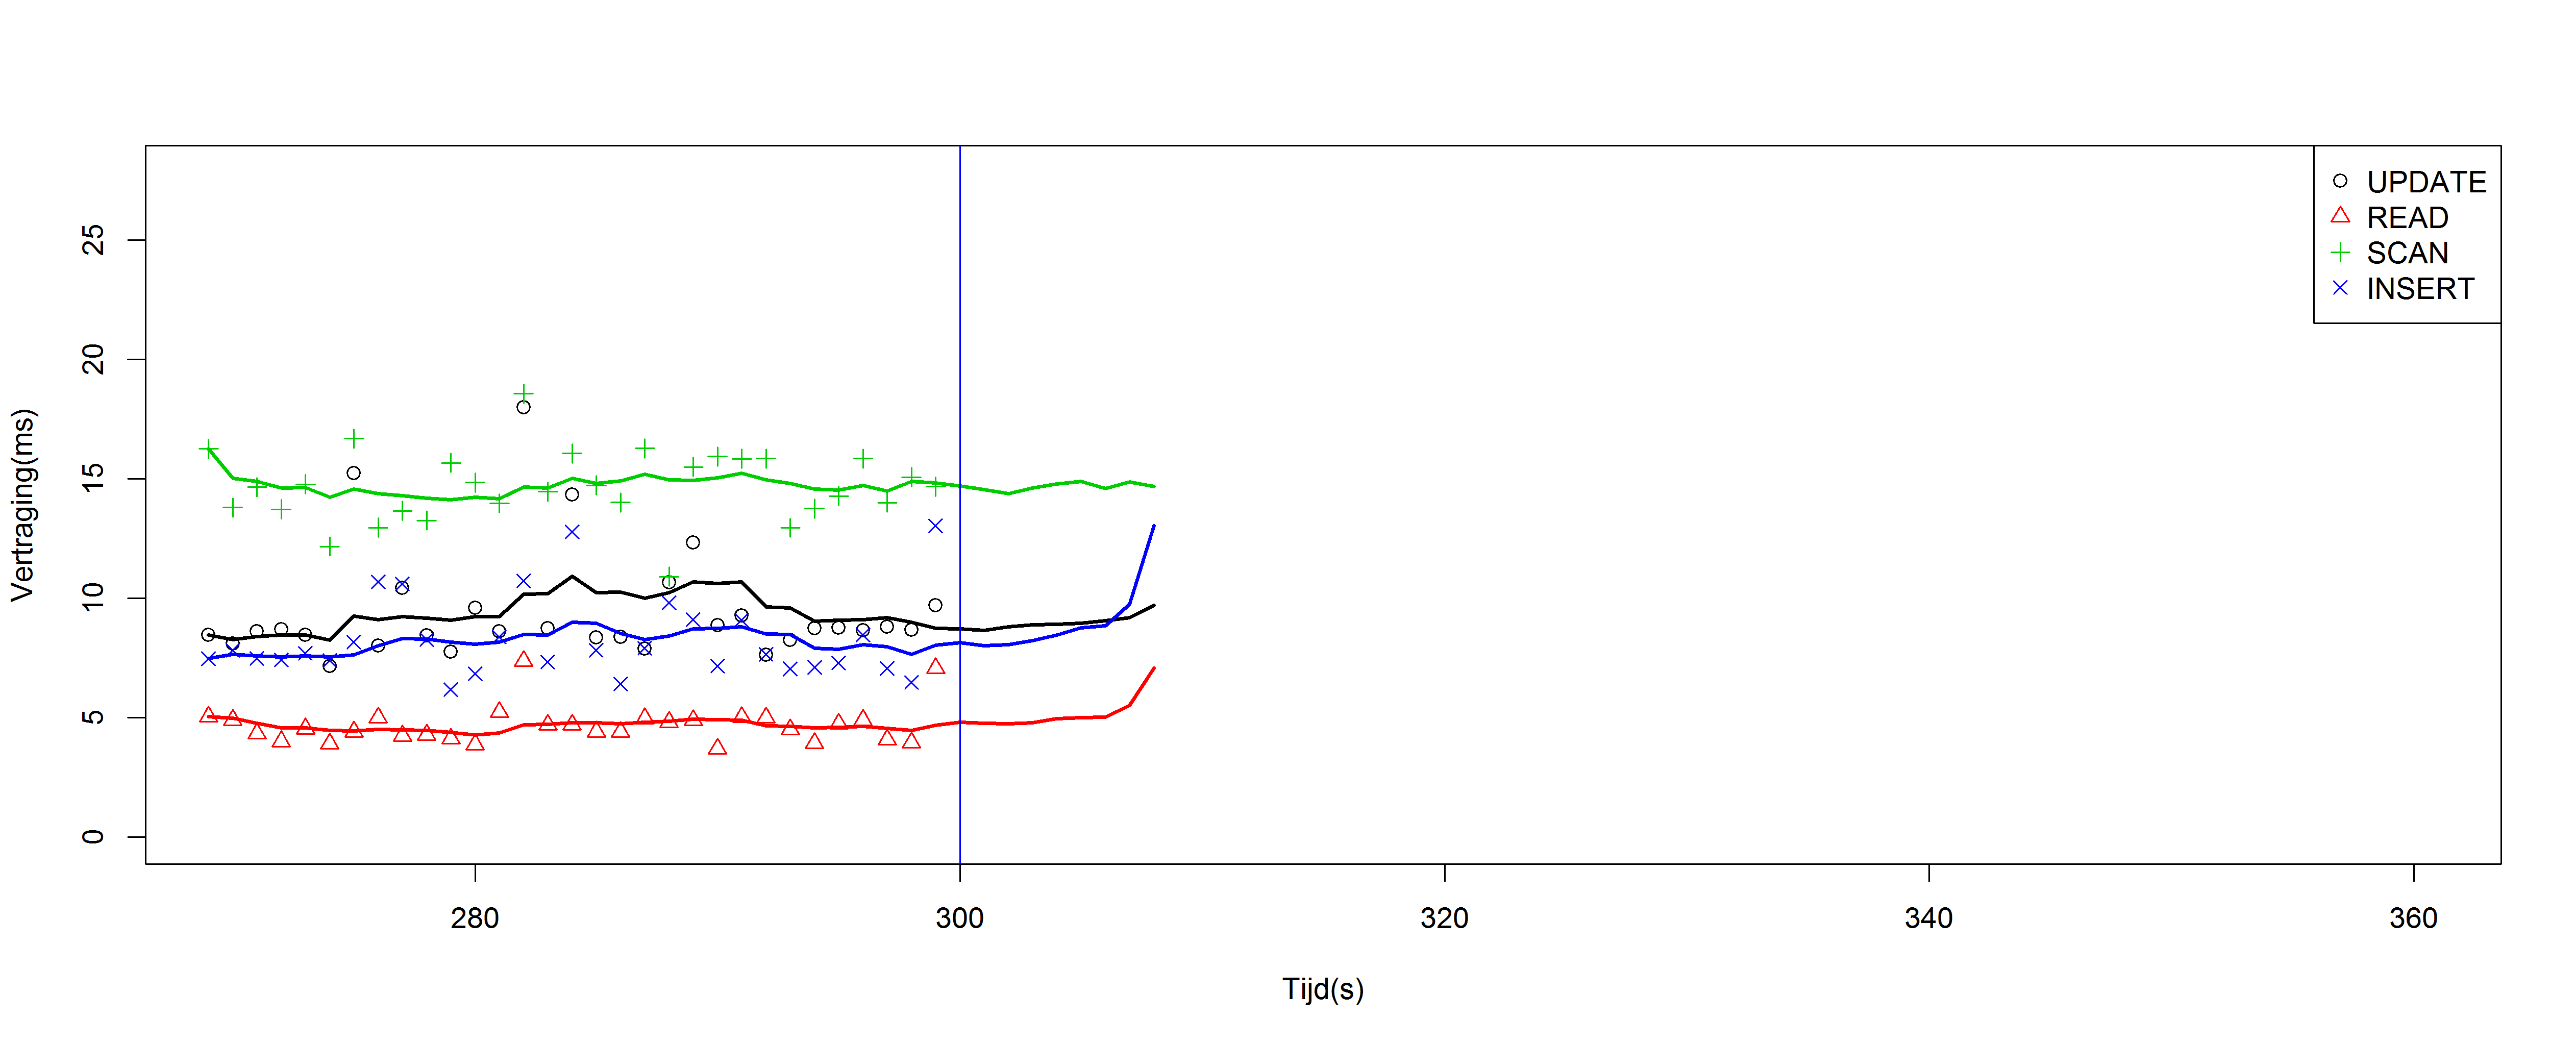 UPDATE
READ
SCAN
INSERT
Vertraging(ms)
25
20
15
10
5
0
280 300 320 340 360
Tijd(s)